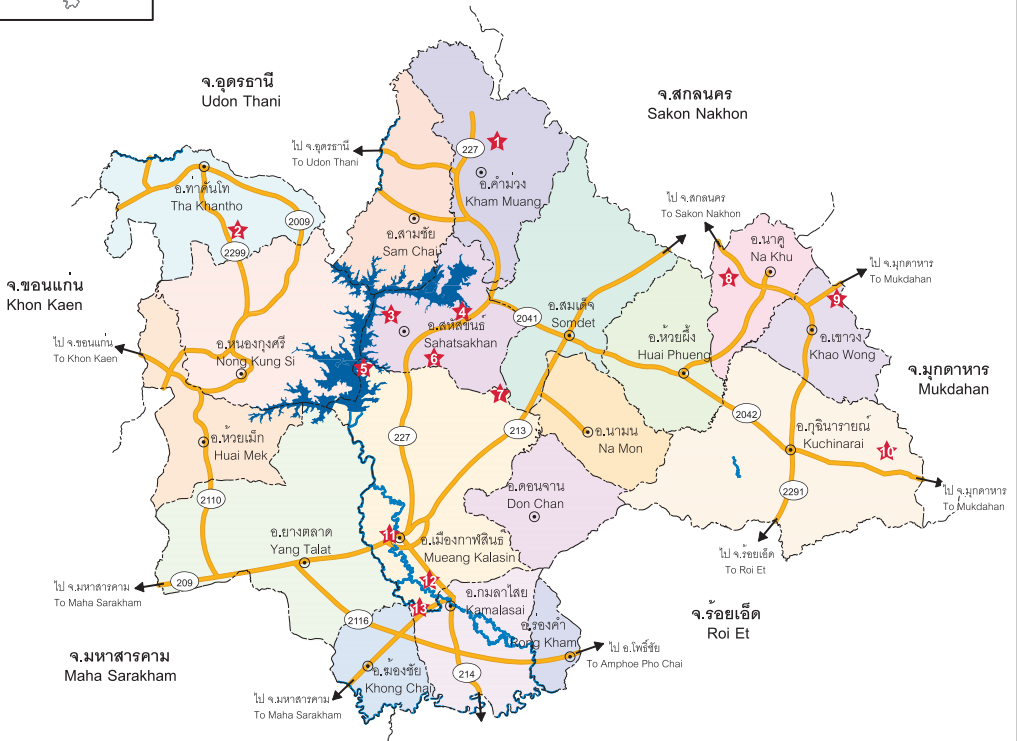 จ.อุดรธานี
Udon Thani
จ.สกลนคร
Sakon Nakhon
ไป จ.อุดรธานี
To Udon Thani
227
1
อ.คำม่วง
Kham Muang
อ.ท่าคันโท
Tha Khantho
2009
2
2299
อ.สามชัย
Sam Chai
ไป จ.สกลนคร
To Sakon Nakhon
อ.นาคู
Na Khu
8
ไป จ.มุกดาหาร
To Mukdahan
9
จ.ขอนแก่น
Khon Kaen
3
4
อ.สหัสขันธ์
Sahatsakhan
2041
อ.สมเด็จ
Somdet
อ.ห้วยผึ้ง
Huai Phueng
อ.เขาวง
Khao Wong
ไป จ.ขอนแก่น
To Khon Kaen
อ.หนองกุงศรี
Nong Kung Si
5
6
7
จ.มุกดาหาร
Mukdahan
2042
อ.ห้วยเม็ก
Huai Mek
227
213
อ.นามน
Na Mon
อ.กุฉินารายณ์
Kuchinarai
10
2110
อ.ดอนจาน
Don Chan
2291
ไป จ.มุกดาหาร
To Mukdahan
อ.ยางตลาด
Yang Talat
11
อ.เมืองกาฬสินธุ์
Mueang Kalasin
ไป จ.ร้อยเอ็ด
To Roi Et
209
ไป จ.มหาสารคาม
To Maha Sarakham
12
อ.กมลาไสย
Kamalasai
13
2116
อ.ร่องคำ
Rong Kham
จ.ร้อยเอ็ด
Roi Et
ไป อ.โพธิ์ชัย
To Amphoe Pho Chai
จ.มหาสารคาม
Maha Sarakham
อ.ฆ้องชัย
Khong Chai
214
ไป จ.มหาสารคาม
To Maha Sarakham